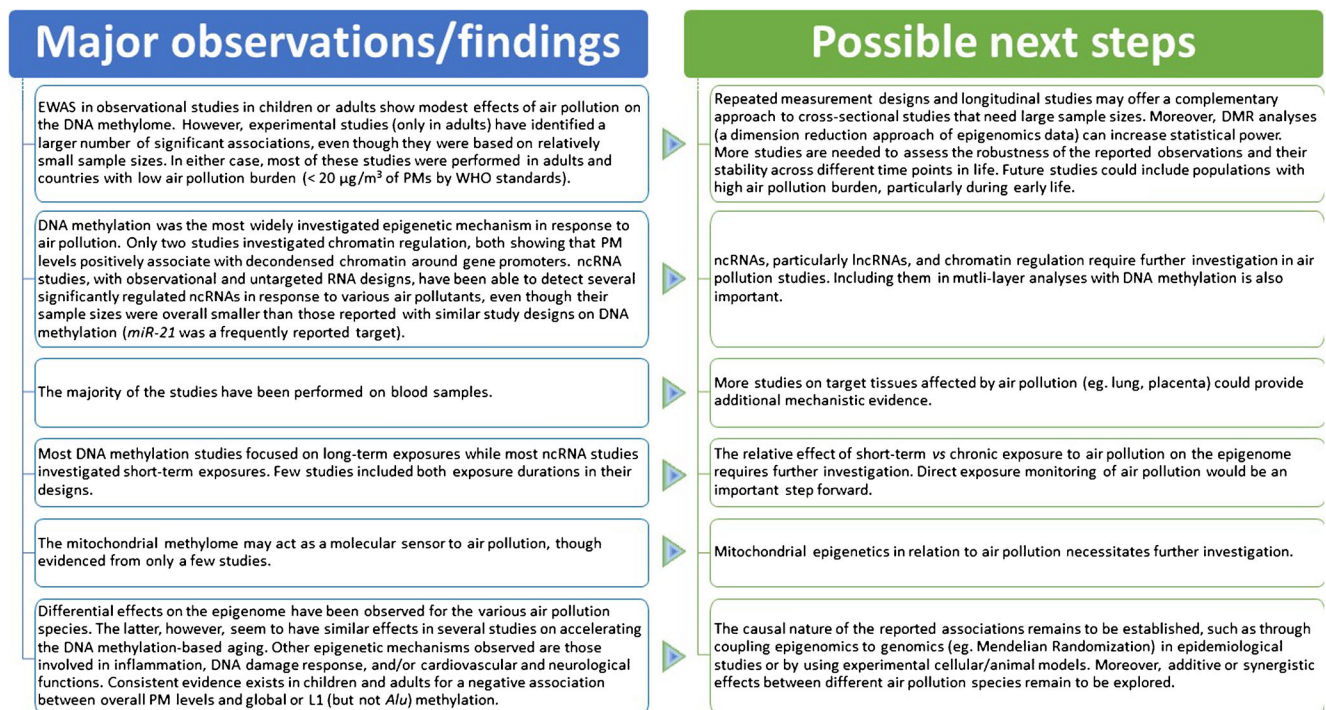 Major observations/findings
Possible next steps
EWAS in observational studies in children or adults show modest effects of air pollution on
the DNA methylome. However, experimental studies (only in adults) have identified a
larger number of significant associations, even though they were based on relatively
small sample sizes. In either case, most of these studies were performed in adults and
countries with low air pollution burden (< 20 µg/m³ of PMs by WHO standards).
Repeated measurement designs and longitudinal studies may offer a complementary
approach to cross-sectional studies that need large sample sizes. Moreover, DMR analyses
(a dimension reduction approach of epigenomics data) can increase statistical power.
More studies are needed to assess the robustness of the reported observations and their
stability across different time points in life. Future studies could include populations with
high air pollution burden, particularly during early life.
DNA methylation was the most widely investigated epigenetic mechanism in response to
air pollution. Only two studies investigated chromatin regulation, both showing that PM
levels positively associate with decondensed chromatin around gene promoters. ncRNA
studies, with observational and untargeted RNA designs, have been able to detect several
significantly regulated ncRNAs in response to various air pollutants, even though their
sample sizes were overall smaller than those reported with similar study designs on DNA
methylation (miR-21 was a frequently reported target).
ncRNAs, particularly lncRNAs, and chromatin regulation require further investigation in air
pollution studies. Including them in mutli-layer analyses with DNA methylation is also
important.
The majority of the studies have been performed on blood samples.
More studies on target tissues affected by air pollution (eg. lung, placenta) could provide
additional mechanistic evidence.
Most DNA methylation studies focused on long-term exposures while most ncRNA studies
investigated short-term exposures. Few studies included both exposure durations in their
designs.
The relative effect of short-term vs chronic exposure to air pollution on the epigenome
requires further investigation. Direct exposure monitoring of air pollution would be an
important step forward.
The mitochondrial methylome may act as a molecular sensor to air pollution, though
evidenced from only a few studies.
Mitochondrial epigenetics in relation to air pollution necessitates further investigation.
Differential effects on the epigenome have been observed for the various air pollution
species. The latter, however, seem to have similar effects in several studies on accelerating
the DNA methylation-based aging. Other epigenetic mechanisms observed are those
involved in inflammation, DNA damage response, and/or cardiovascular and neurological
functions. Consistent evidence exists in children and adults for a negative association
between overall PM levels and global or L1 (but not Alu) methylation.
The causal nature of the reported associations remains to be established, such as through
coupling epigenomics to genomics (eg. Mendelian Randomization) in epidemiological
studies or by using experimental cellular/animal models. Moreover, additive or synergistic
effects between different air pollution species remain to be explored.